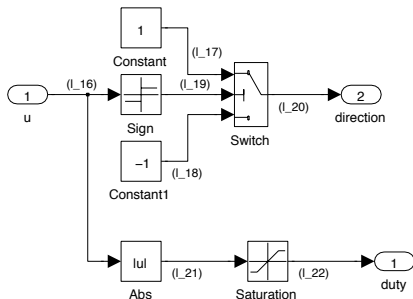 1
Constant
(l_17)
(l_16)
(l_19)
1
u
Sign
(l_20)
2
direction
Switch
−1
(l_18)
Constant1
|u|
(l_21)
Abs
(l_22)
Saturation
1
duty